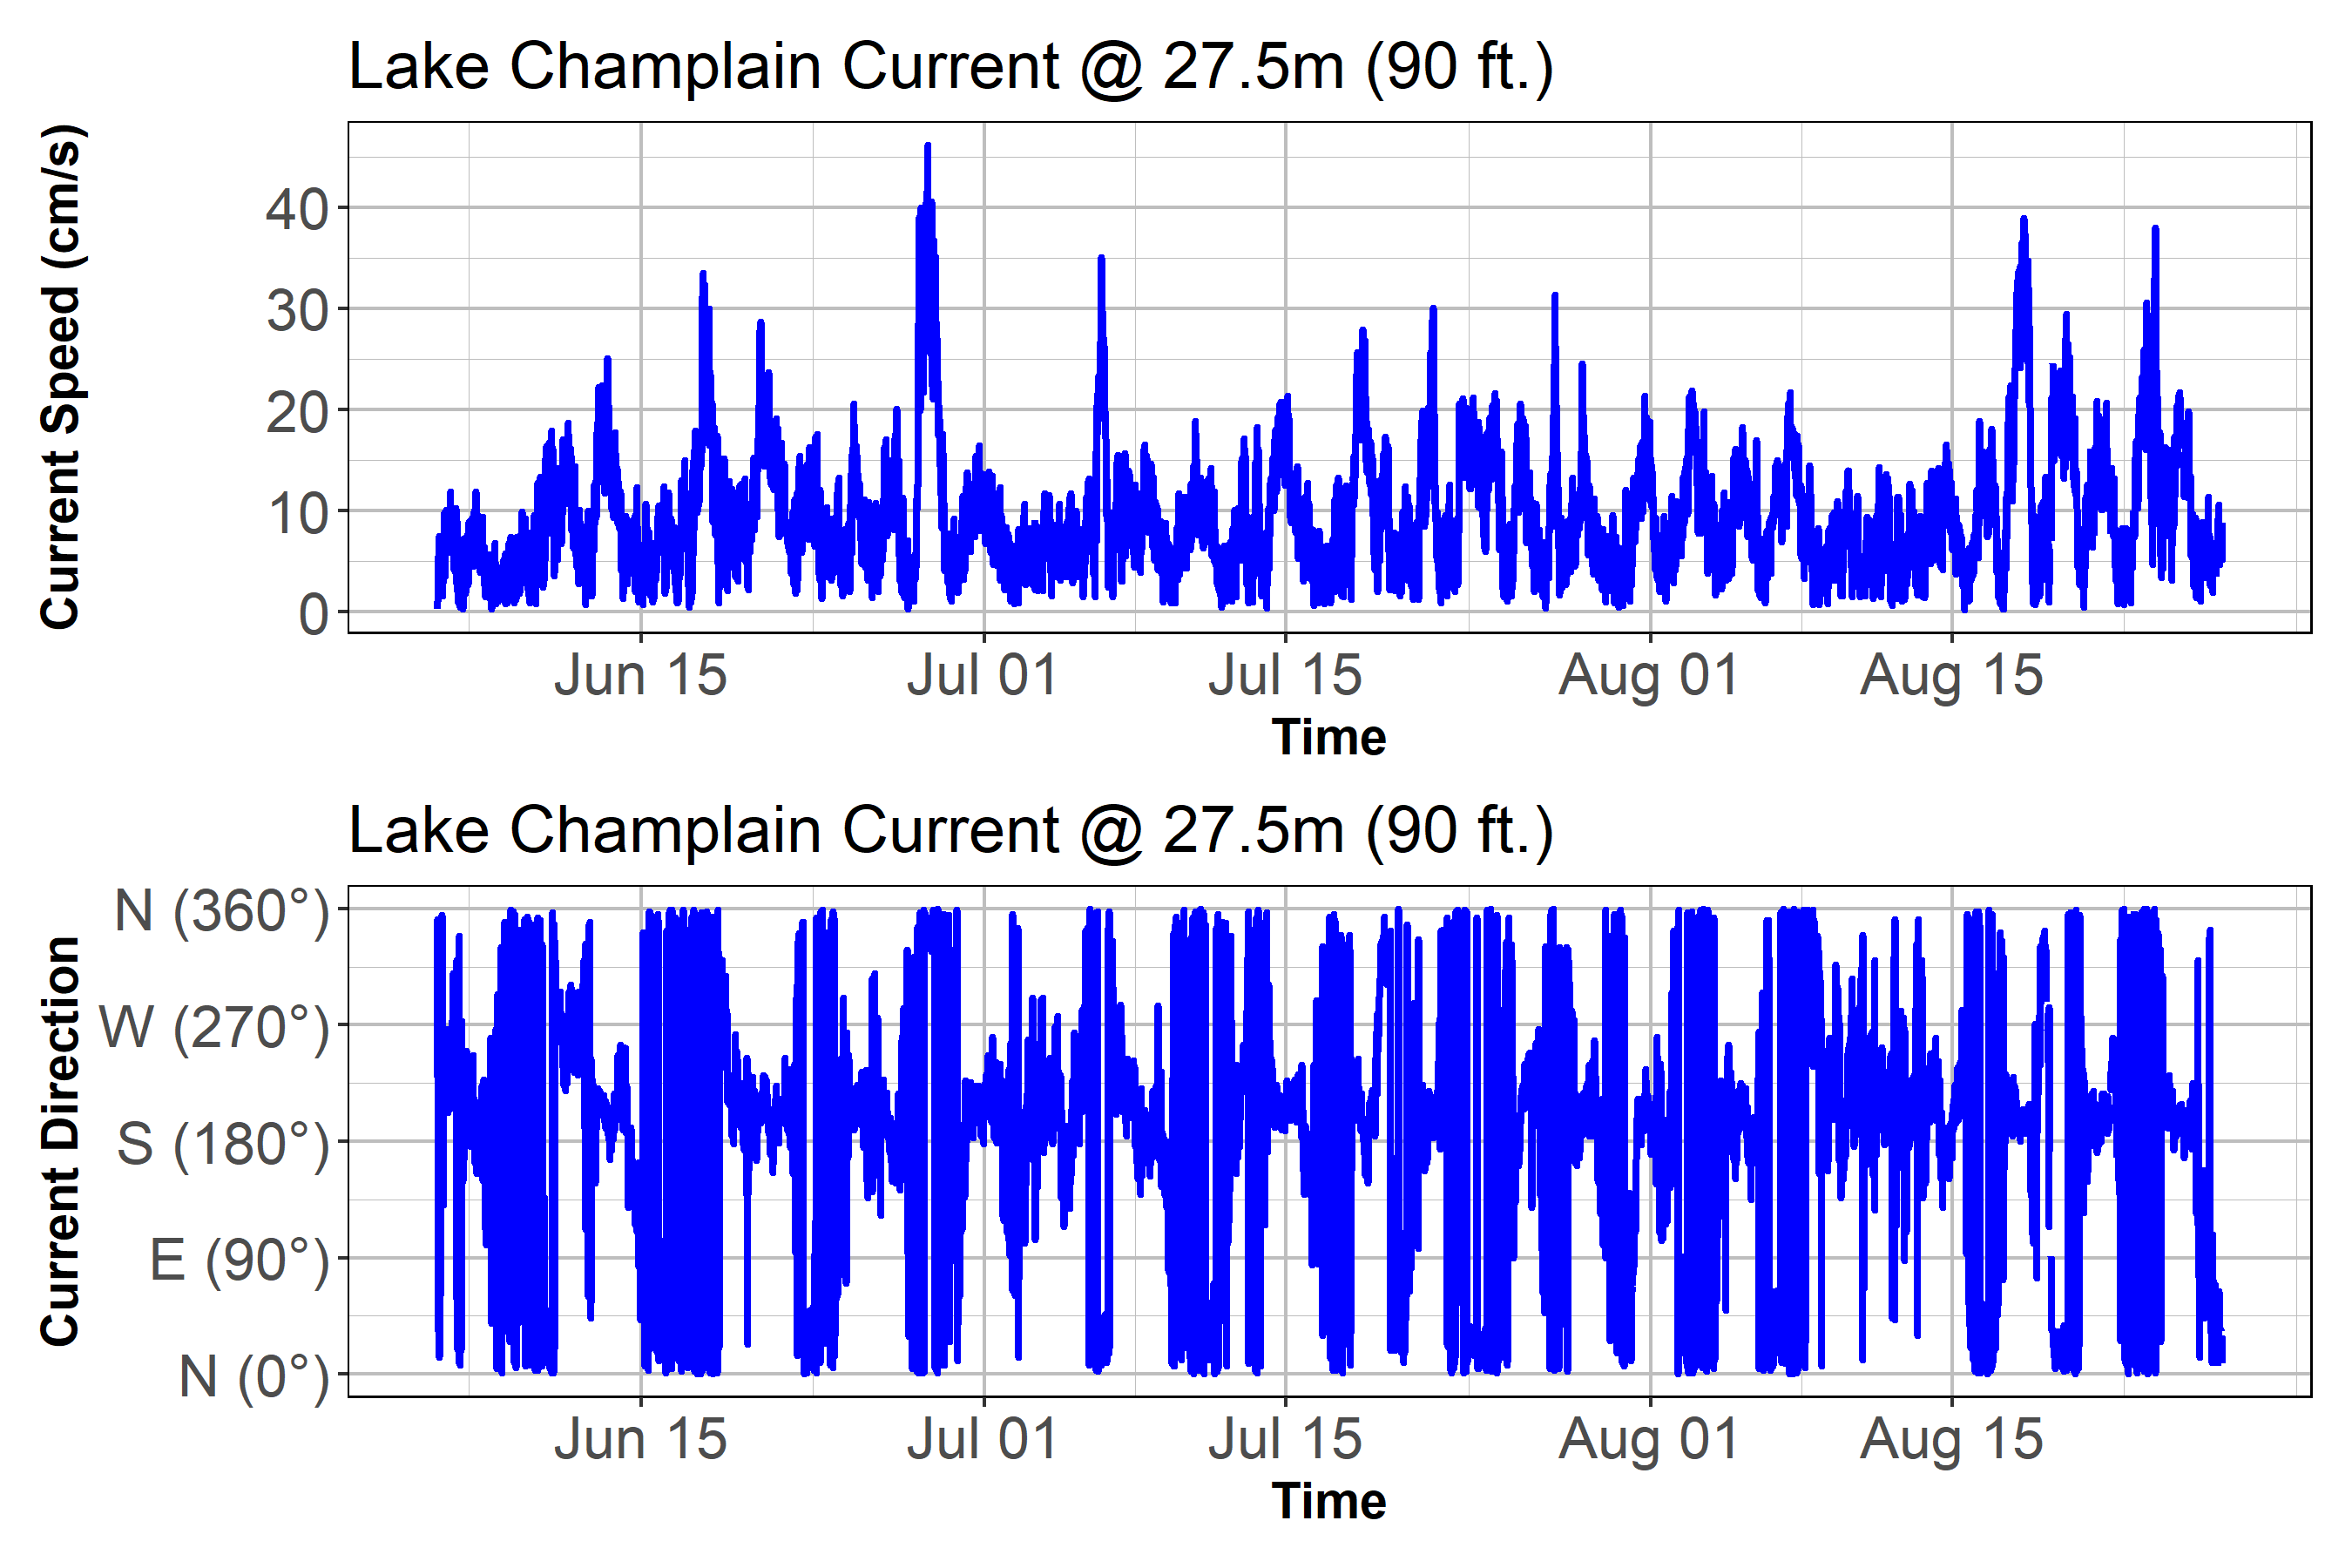 Lake Champlain Current @ 27.5m (90 ft.)
Current Speed (cm/s)
40
30
20
10
0
Jun 15 Jul 01 Jul 15 Aug 01 Aug 15
Time
Lake Champlain Current @ 27.5m (90 ft.)
Current Direction
N (360°)
W (270°)
S (180°)
E (90°)
N (0°)
Jun 15 Jul 01 Jul 15 Aug 01 Aug 15
Time